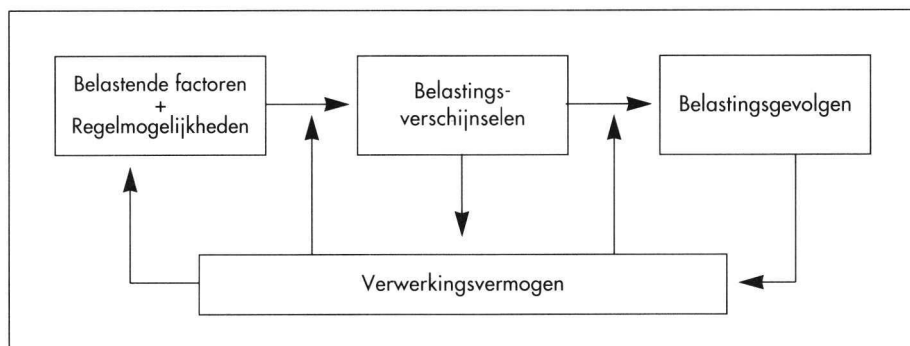 Belastende factoren
+
Regelmogelijkheden
Belastings-
verschijnselen
Belastingsgevolgen
Verwerkingsvermogen